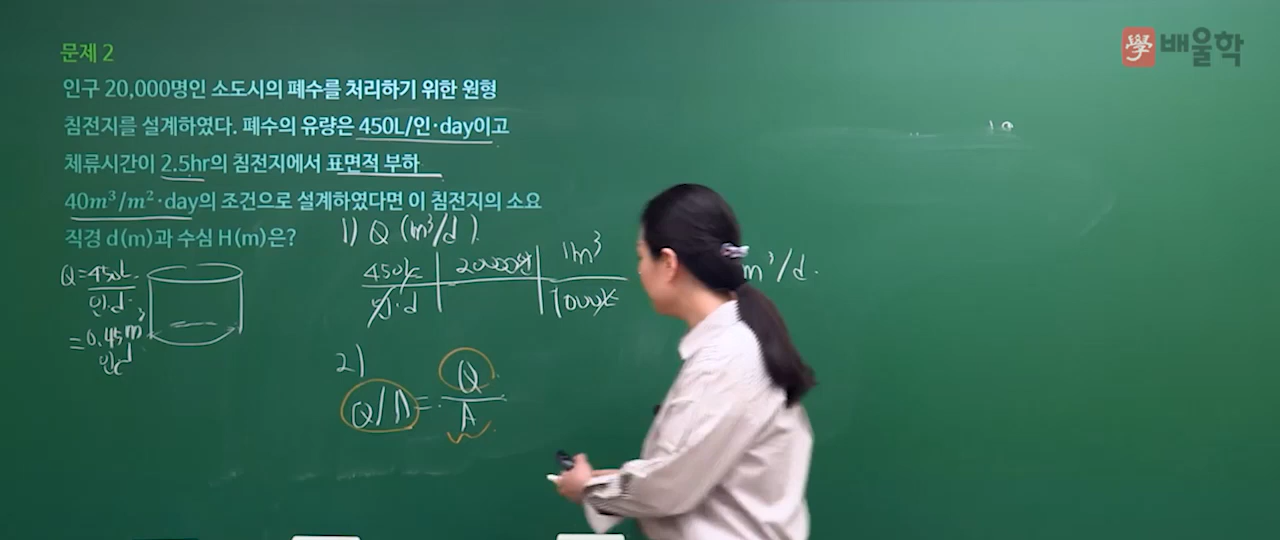 學 배울학
문제 2
인구 20,000명인 소도시의 폐수를 처리하기 위한 원형
침전지를 설계하였다. 폐수의 유량은 450L/인·day이고
체류시간이 2.5hr의 침전지에서 표면적 부하
40m³/m²·day의 조건으로 설계하였다면 이 침전지의 소요
직경 d(m)과 수심 H(m)은?
1) Q (m³/d).
Q=450L
인·d
=0.45m³
인·d
450L 20000인 1m³
인·d 1000L
m³/d.
2)
Q/A = Q
A